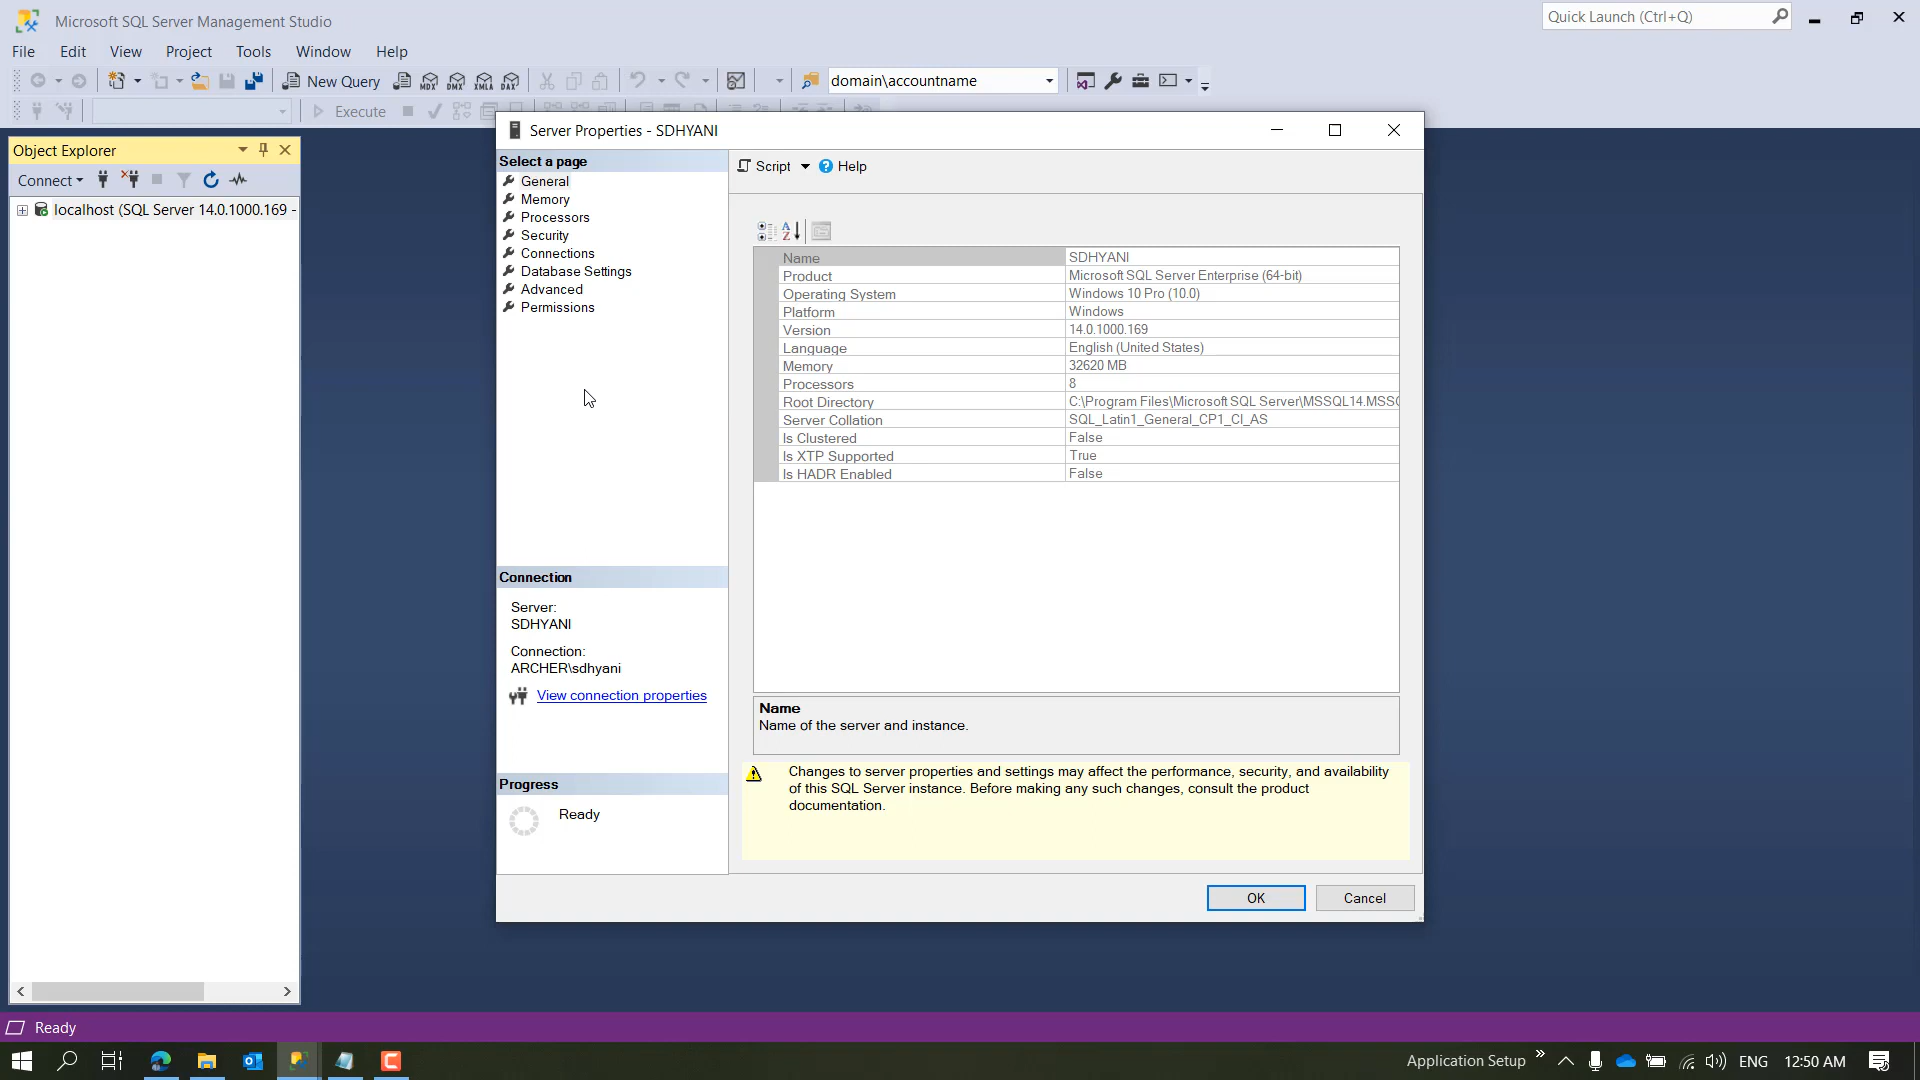 Microsoft SQL Server Management Studio
Quick Launch (Ctrl+Q)
File Edit View Project Tools Window Help
New Query MDX DMX XMLA DAX domain\accountname
Execute
Object Explorer
Connect
localhost (SQL Server 14.0.1000.169 -
Server Properties - SDHYANI
Select a page
General
Memory
Processors
Security
Connections
Database Settings
Advanced
Permissions
Connection
Server:
SDHYANI
Connection:
ARCHER\sdhyani
View connection properties
Progress
Ready
Script Help
Name SDHYANI
Product Microsoft SQL Server Enterprise (64-bit)
Operating System Windows 10 Pro (10.0)
Platform Windows
Version 14.0.1000.169
Language English (United States)
Memory 32620 MB
Processors 8
Root Directory C:\Program Files\Microsoft SQL Server\MSSQL14.MSSQ
Server Collation SQL_Latin1_General_CP1_CI_AS
Is Clustered False
Is XTP Supported True
Is HADR Enabled False
Name
Name of the server and instance.
Changes to server properties and settings may affect the performance, security, and availability
of this SQL Server instance. Before making any such changes, consult the product
documentation.
OK Cancel
Ready
Application Setup ENG 12:50 AM